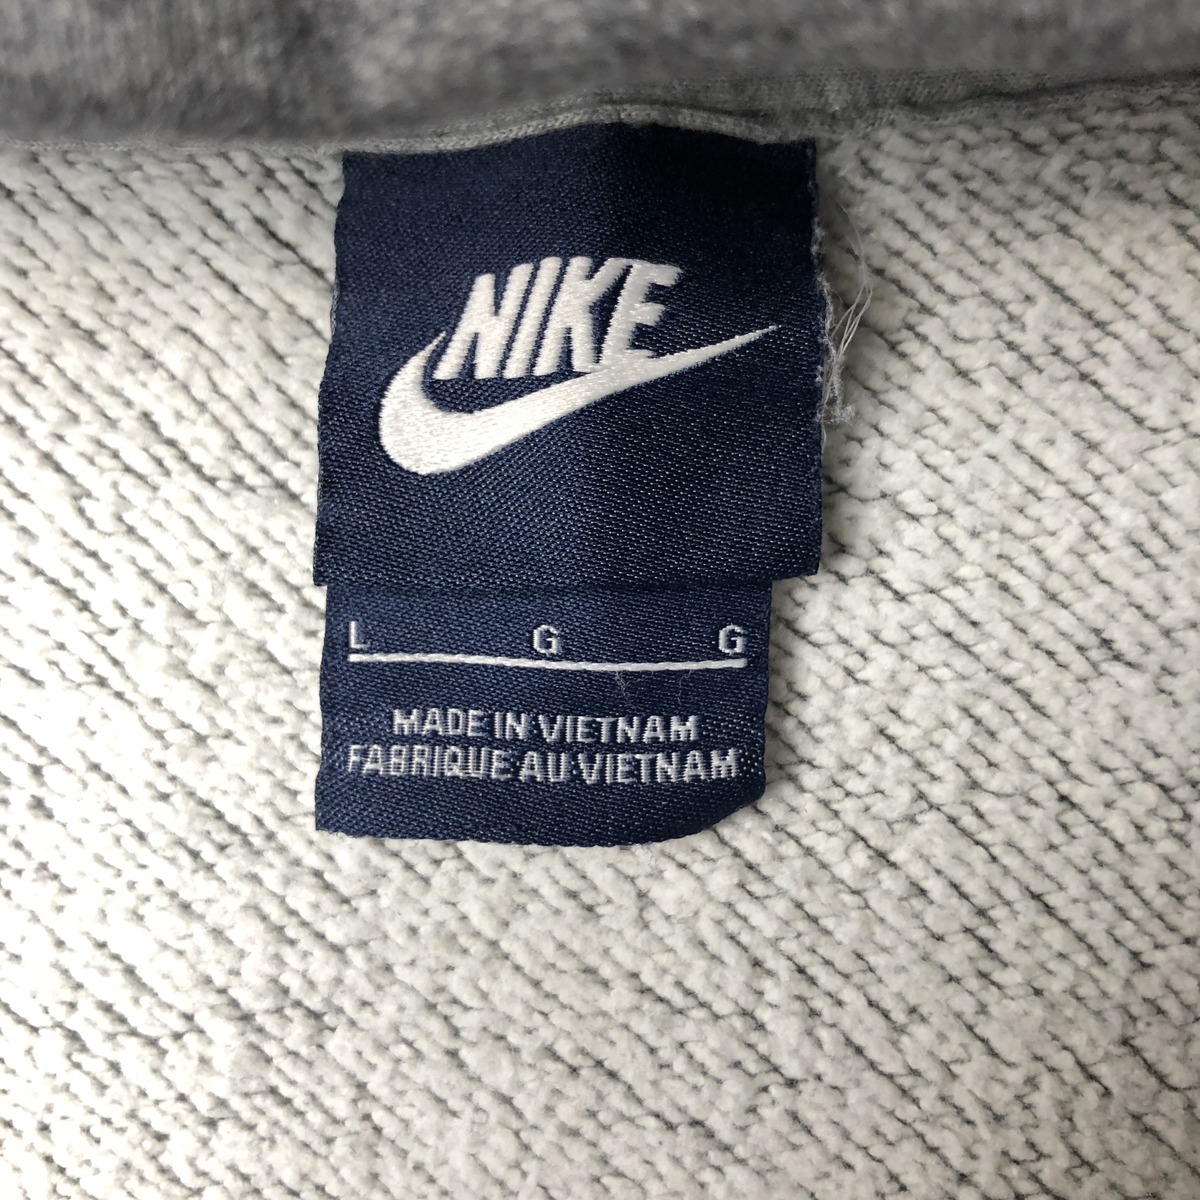 NIKE
L G G
MADE IN VIETNAM
FABRIQUE AU VIETNAM